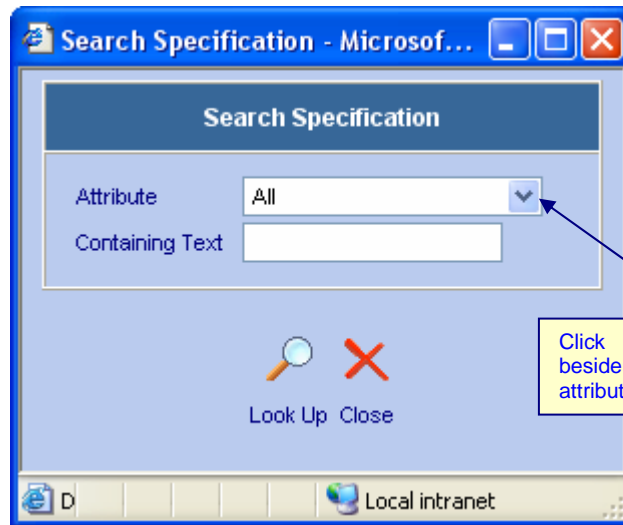 Search Specification - Microsof...
Search Specification
Attribute All
Containing Text
Click
beside
attribut
Look Up Close
D Local intranet